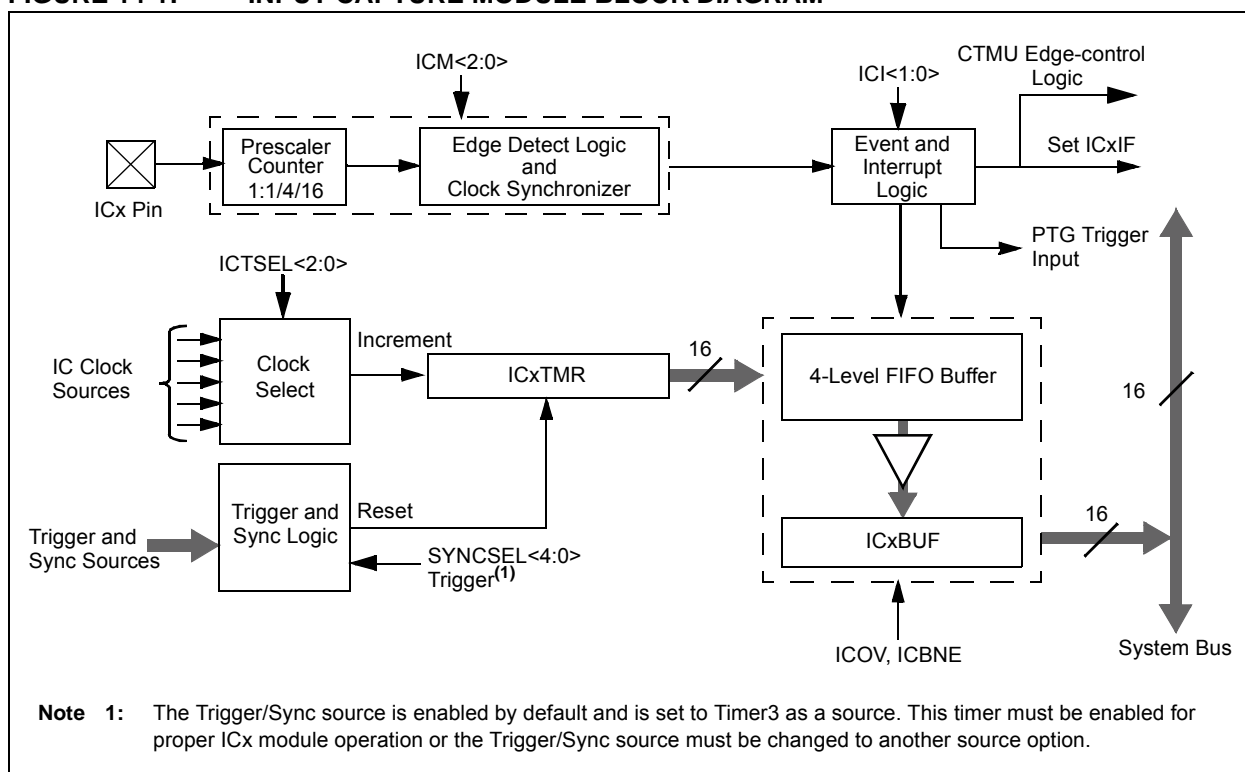 INPUT CAPTURE MODULE BLOCK DIAGRAM
ICM<2:0>
ICI<1:0>
CTMU Edge-control
Logic
Prescaler
Counter
1:1/4/16
Edge Detect Logic
and
Clock Synchronizer
Event and
Interrupt
Logic
Set ICxIF
ICx Pin
PTG Trigger
Input
ICTSEL<2:0>
IC Clock
Sources
Clock
Select
Increment
ICxTMR
16
4-Level FIFO Buffer
16
Trigger and
Sync Sources
Trigger and
Sync Logic
Reset
SYNCSEL<4:0>
Trigger(1)
ICxBUF
16
ICOV, ICBNE
System Bus
Note 1: The Trigger/Sync source is enabled by default and is set to Timer3 as a source. This timer must be enabled for
proper ICx module operation or the Trigger/Sync source must be changed to another source option.